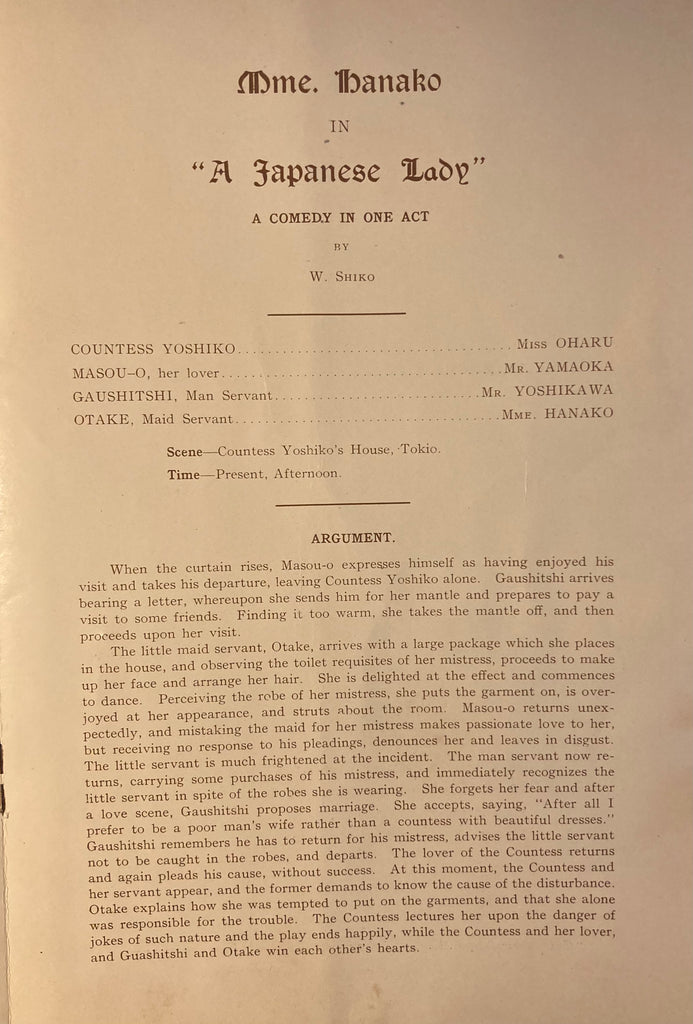 Mme. Hanako
IN
“A Japanese Lady”
A COMEDY IN ONE ACT
BY
W. SHIKO
COUNTESS YOSHIKO.................................... MISS OHARU
MASOU-O, her lover.....................................MR. YAMAOKA
GAUSHITSHI, Man Servant...........................MR. YOSHIKAWA
OTAKE, Maid Servant...................................MME. HANAKO
Scene—Countess Yoshiko's House, Tokio.
Time—Present, Afternoon.
ARGUMENT.
When the curtain rises, Masou-o expresses himself as having enjoyed his
visit and takes his departure, leaving Countess Yoshiko alone. Gaushitshi arrives
bearing a letter, whereupon she sends him for her mantle and prepares to pay a
visit to some friends. Finding it too warm, she takes the mantle off, and then
proceeds upon her visit.
The little maid servant, Otake, arrives with a large package which she places
in the house, and observing the toilet requisites of her mistress, proceeds to make
up her face and arrange her hair. She is delighted at the effect and commences
to dance. Perceiving the robe of her mistress, she puts the garment on, is over-
joyed at her appearance, and struts about the room. Masou-o returns unex-
pectedly, and mistaking the maid for her mistress makes passionate love to her,
but receiving no response to his pleadings, denounces her and leaves in disgust.
The little servant is much frightened at the incident. The man servant now re-
turns, carrying some purchases of his mistress, and immediately recognizes the
little servant in spite of the robes she is wearing. She forgets her fear and after
a love scene, Gaushitshi proposes marriage. She accepts, saying, “After all I
prefer to be a poor man's wife rather than a countess with beautiful dresses.”
Gaushitshi remembers he has to return for his mistress, advises the little servant
not to be caught in the robes, and departs. The lover of the Countess returns
and again pleads his cause, without success. At this moment, the Countess and
her servant appear, and the former demands to know the cause of the disturbance.
Otake explains how she was tempted to put on the garments, and that she alone
was responsible for the trouble. The Countess lectures her upon the danger of
jokes of such nature and the play ends happily, while the Countess and her lover,
and Guashitshi and Otake win each other's hearts.